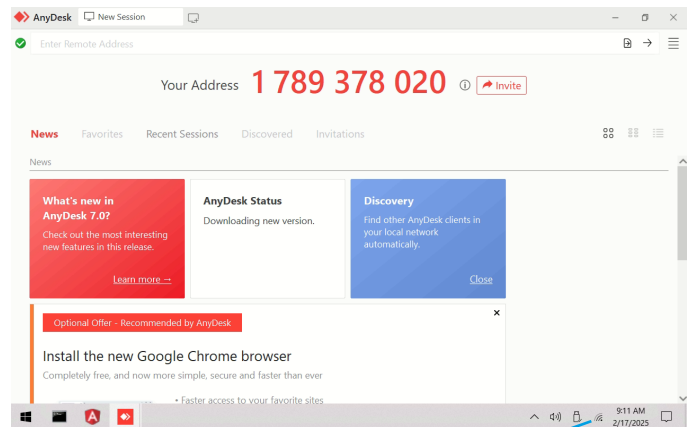 AnyDesk
New Session
Enter Remote Address
Your Address 1 789 378 020
Invite
News
Favorites
Recent Sessions
Discovered
Invitations
News
What's new in
AnyDesk 7.0?
Check out the most interesting
new features in this release.
Learn more →
AnyDesk Status
Downloading new version.
Discovery
Find other AnyDesk clients in
your local network
automatically.
Close
Optional Offer - Recommended by AnyDesk
Install the new Google Chrome browser
Completely free, and now more simple, secure and faster than ever
• Faster access to your favorite sites
9:11 AM
2/17/2025